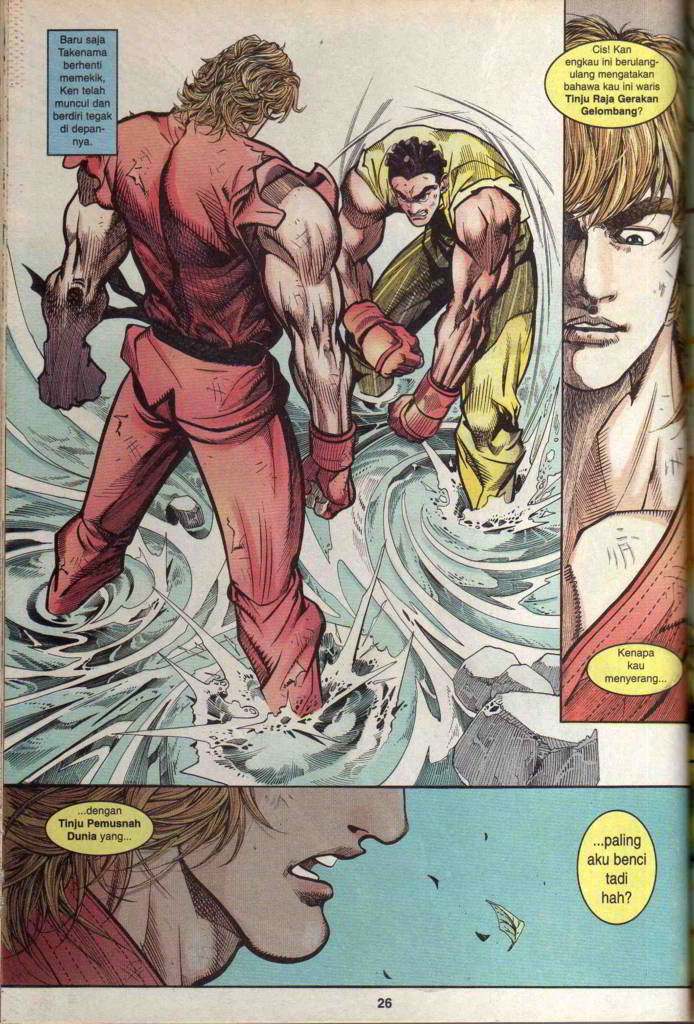 Baru saja
Takenama
berhenti
memekik,
Ken telah
muncul dan
berdiri tegak
di depan-
nya.
Cis! Kan
engkau ini berulang-
ulang mengatakan
bahawa kau ini waris
Tinju Raja Gerakan
Gelombang?
Kenapa
kau
menyerang...
...dengan
Tinju Pemusnah
Dunia yang...
...paling
aku benci
tadi
hah?
26